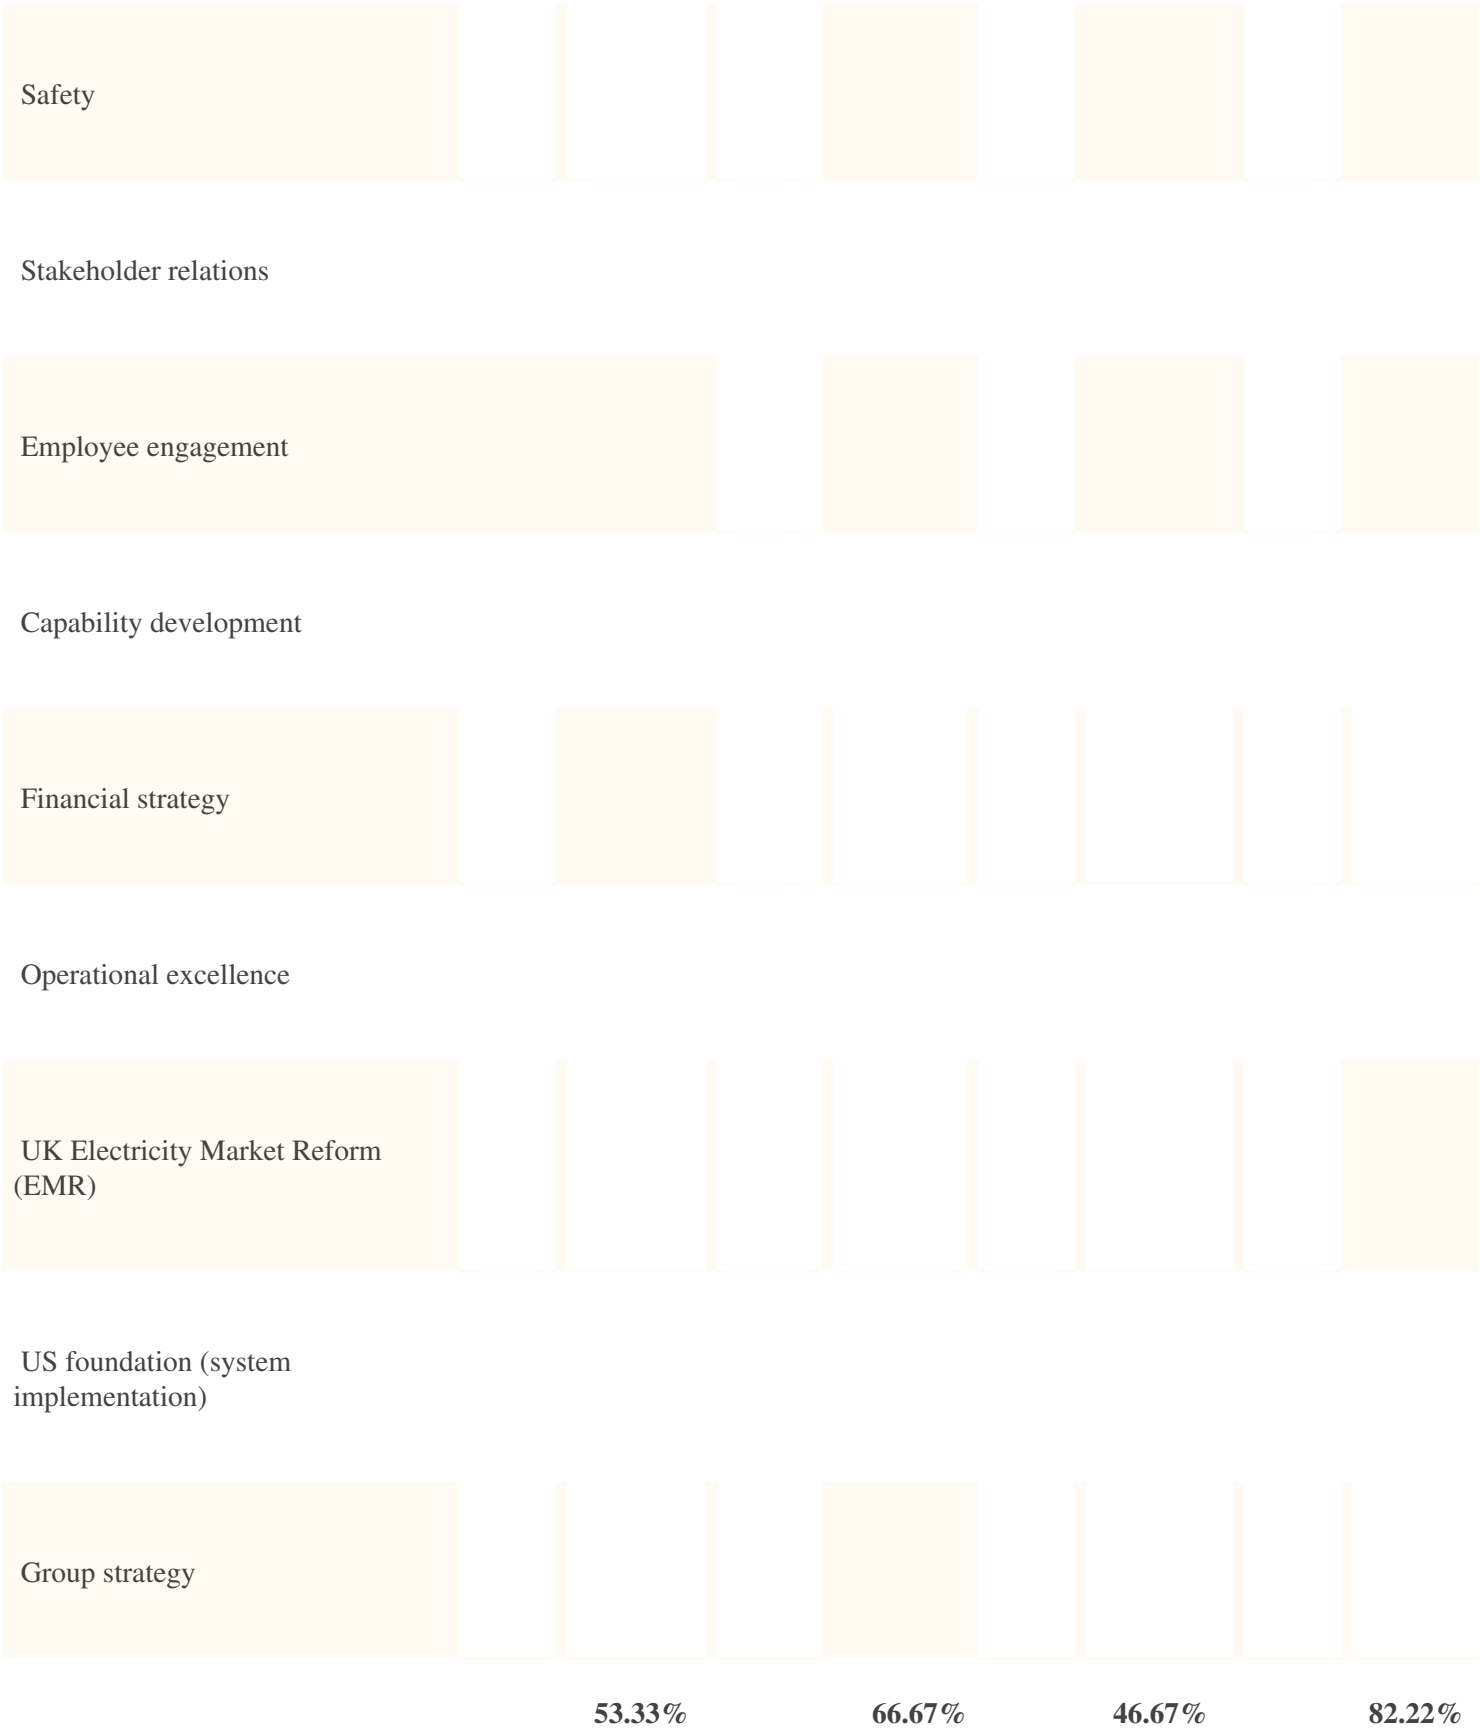 Safety
Stakeholder relations
Employee engagement
Capability development
Financial strategy
Operational excellence
UK Electricity Market Reform
(EMR)
US foundation (system
implementation)
Group strategy
53.33% 66.67% 46.67% 82.22%